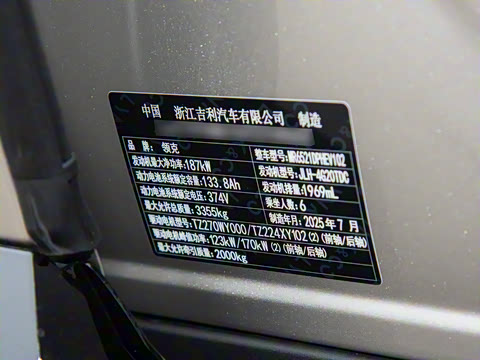 中国 浙江吉利汽车有限公司 制造
品 牌: 领克 整车型号: MR6521DPHEV102
发动机最大净功率: 187kW 发动机型号: JLH-4G20TDC
动力电池系统额定容量: 133.8Ah 发动机排量: 1969mL
动力电池系统额定电压: 374V 乘坐人数: 6
最大允许总质量: 3355kg 制造年月: 2025 年 7 月
驱动电机型号: TZ270WY000/TZ224XY102 (2) (前轴/后轴)
驱动电机峰值功率: 123kW/170kW (2) (前轴/后轴)
最大允许牵引质量: 2000kg